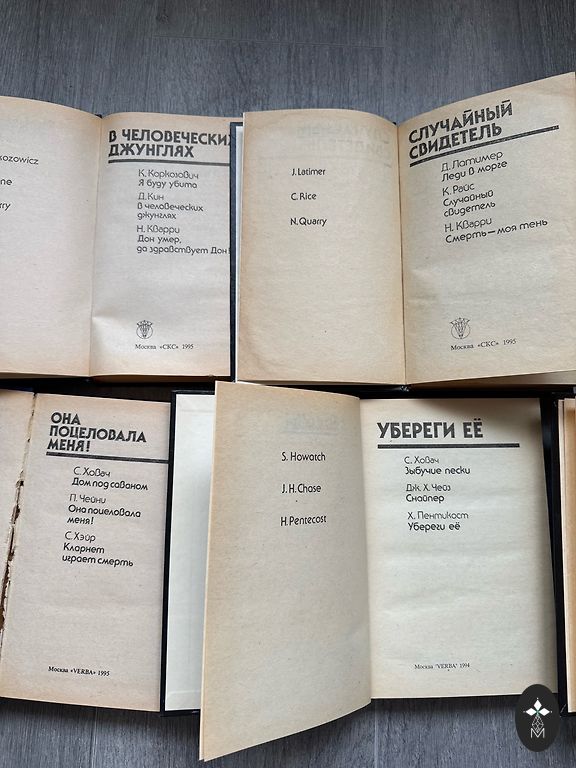 kozowicz
ne
rry
В ЧЕЛОВЕЧЕСКИХ
ДЖУНГЛЯХ
К. Коркозович
Я буду убита
Д. Кин
В человеческих
джунглях
Н. Кварри
Дон умер,
да здравствует Дон!
Москва «СКС» 1995
J. Latimer
C. Rice
N. Quarry
СЛУЧАЙНЫЙ
СВИДЕТЕЛЬ
Д. Латимер
Леди в морге
К. Райс
Случайный
свидетель
Н. Кварри
Смерть — моя тень
Москва «СКС» 1995
ОНА
ПОЦЕЛОВАЛА
МЕНЯ!
С. Ховач
Дом под саваном
П. Чейни
Она поцеловала
меня!
С. Хэйр
Кларнет
играет смерть
Москва «VERBA» 1995
S. Howatch
J. H. Chase
H. Pentecost
УБЕРЕГИ ЕЁ
С. Ховач
Зыбучие пески
Дж. Х. Чейз
Снайпер
Х. Пентикост
Убереги её
Москва "VERBA" 1994
M